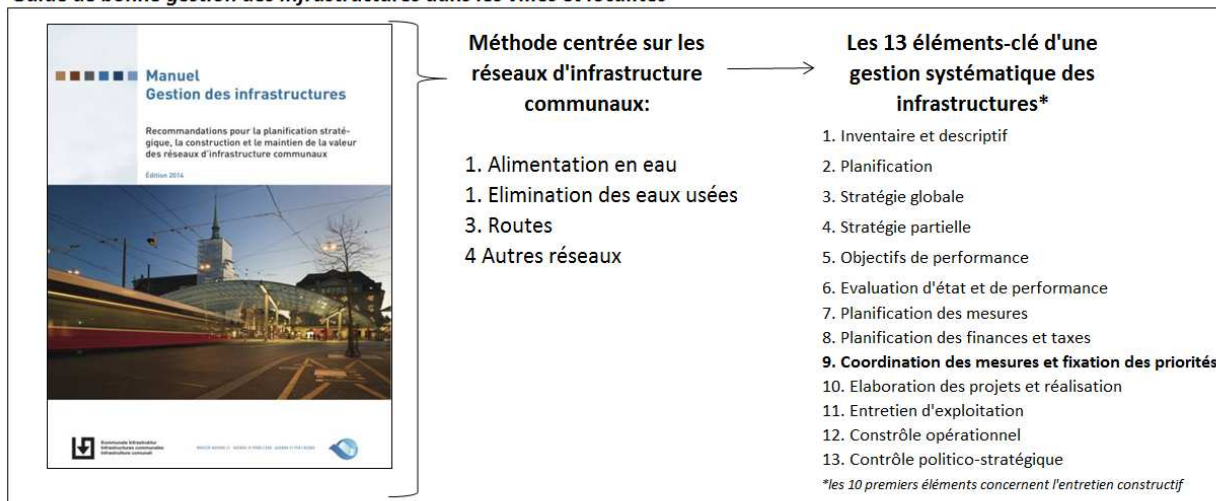 Guide de bonne gestion des infrastructures dans les villes et localités
Manuel
Gestion des infrastructures
Recommandations pour la planification straté-
gique, la construction et le maintien de la valeur
des réseaux d'infrastructure communaux
Édition 2014
Kommunale Infrastruktur
Infrastructures communales
Infrastrutture comunali
Méthode centrée sur les
réseaux d'infrastructure
communaux:
1. Alimentation en eau
1. Elimination des eaux usées
3. Routes
4 Autres réseaux
Les 13 éléments-clé d'une
gestion systématique des
infrastructures*
1. Inventaire et descriptif
2. Planification
3. Stratégie globale
4. Stratégie partielle
5. Objectifs de performance
6. Evaluation d'état et de performance
7. Planification des mesures
8. Planification des finances et taxes
9. Coordination des mesures et fixation des priorités
10. Elaboration des projets et réalisation
11. Entretien d'exploitation
12. Constrôle opérationnel
13. Contrôle politico-stratégique
*les 10 premiers éléments concernent l'entretien constructif